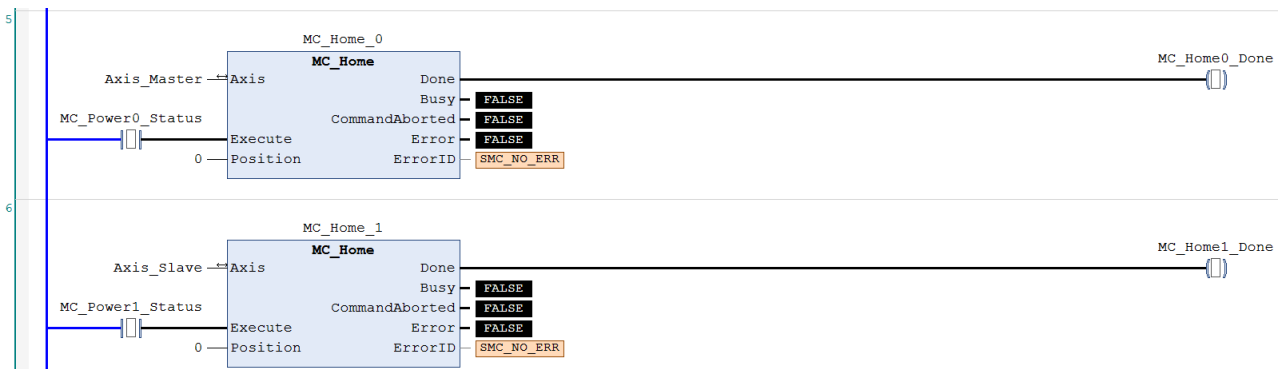 5
MC_Home_0
MC_Home
MC_Home0_Done
Axis_Master Axis Done
Busy FALSE
MC_Power0_Status CommandAborted FALSE
Execute Error FALSE
0 Position ErrorID SMC_NO_ERR
6
MC_Home_1
MC_Home
MC_Home1_Done
Axis_Slave Axis Done
Busy FALSE
MC_Power1_Status CommandAborted FALSE
Execute Error FALSE
0 Position ErrorID SMC_NO_ERR